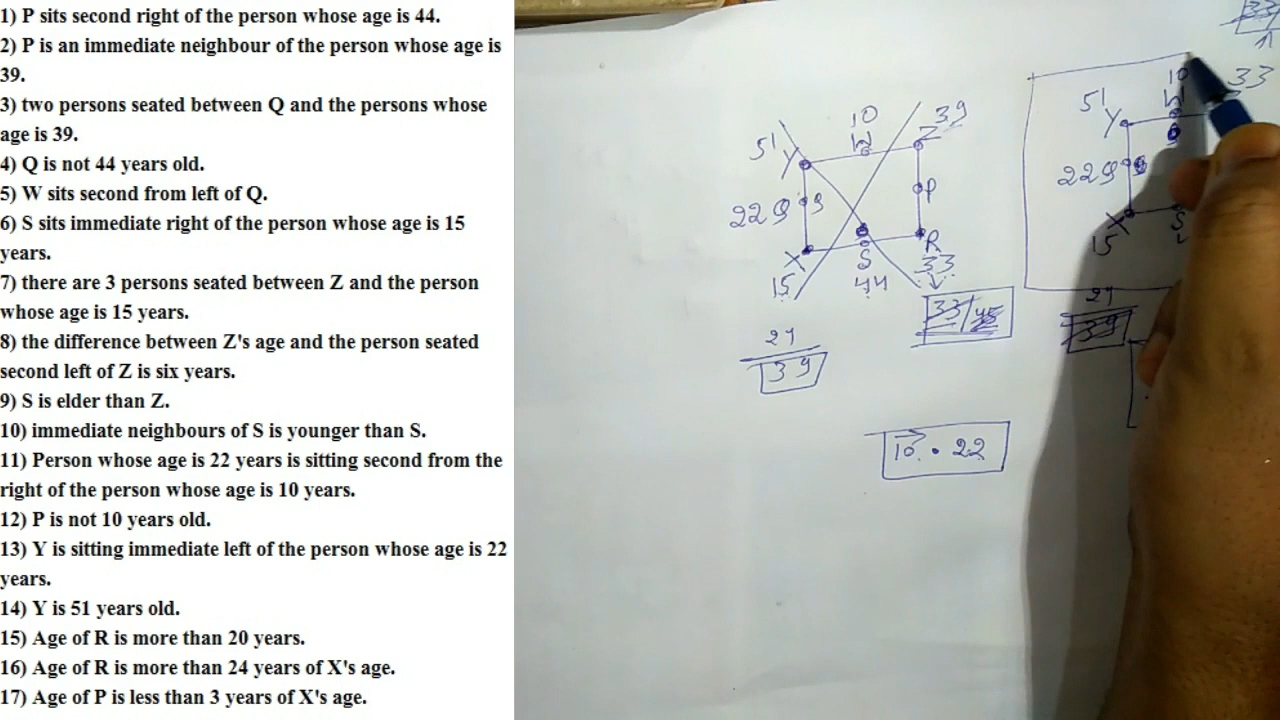 1) P sits second right of the person whose age is 44.
2) P is an immediate neighbour of the person whose age is
39.
3) two persons seated between Q and the persons whose
age is 39.
4) Q is not 44 years old.
5) W sits second from left of Q.
6) S sits immediate right of the person whose age is 15
years.
7) there are 3 persons seated between Z and the person
whose age is 15 years.
8) the difference between Z's age and the person seated
second left of Z is six years.
9) S is elder than Z.
10) immediate neighbours of S is younger than S.
11) Person whose age is 22 years is sitting second from the
right of the person whose age is 10 years.
12) P is not 10 years old.
13) Y is sitting immediate left of the person whose age is 22
years.
14) Y is 51 years old.
15) Age of R is more than 20 years.
16) Age of R is more than 24 years of X's age.
17) Age of P is less than 3 years of X's age.
10
51 Y W Z 39
22 Q P
X S R
15 44 33
33/45
27
39
10 . 22
10 33
51 Y W
22 Q
X S
15
27
39